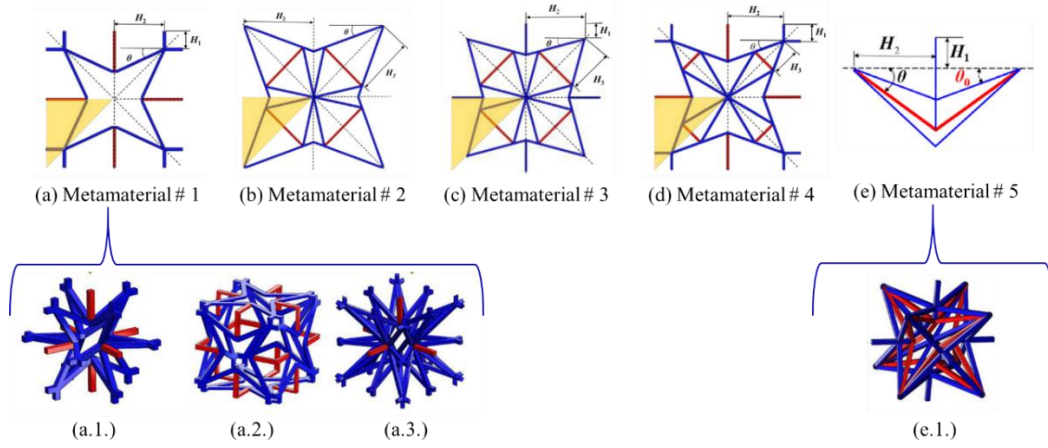 H₂
H₁
θ
H₁
θ
H₃
H₂
H₁
θ
H₃
H₂
H₁
θ
H₃
H₂
H₁
θ
θ₀
(a) Metamaterial # 1
(b) Metamaterial # 2
(c) Metamaterial # 3
(d) Metamaterial # 4
(e) Metamaterial # 5
(a.1.)
(a.2.)
(a.3.)
(e.1.)